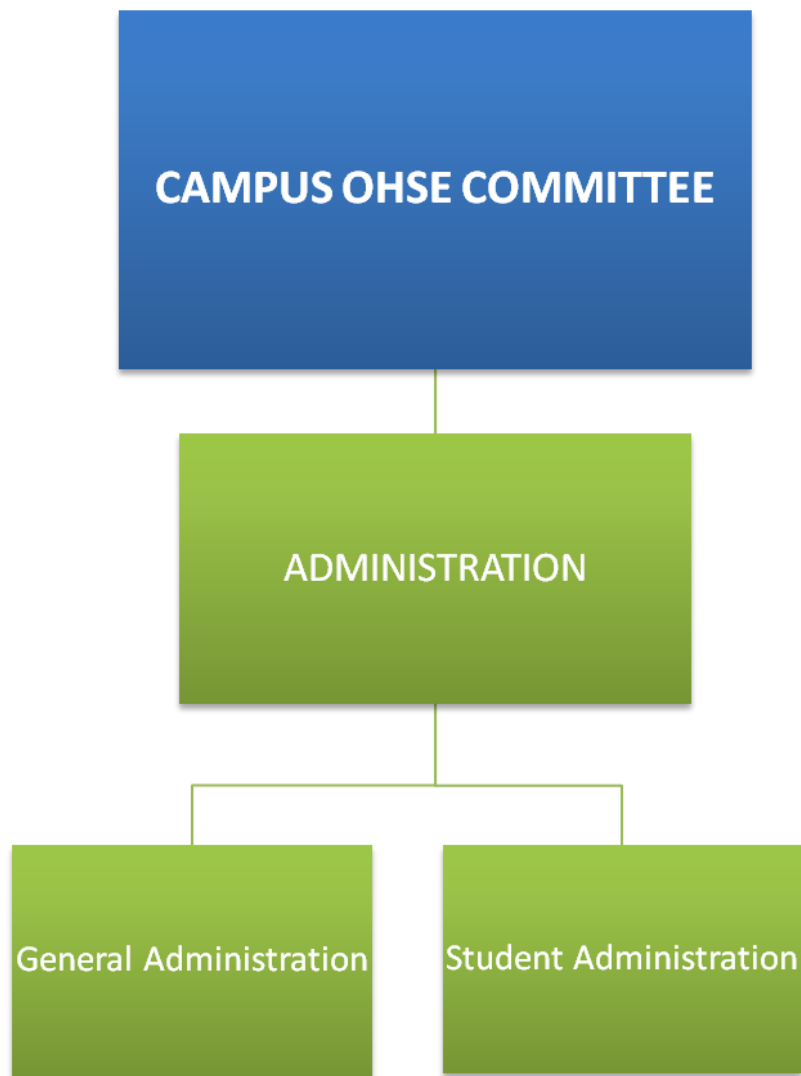 CAMPUS OHSE COMMITTEE
ADMINISTRATION
General Administration
Student Administration